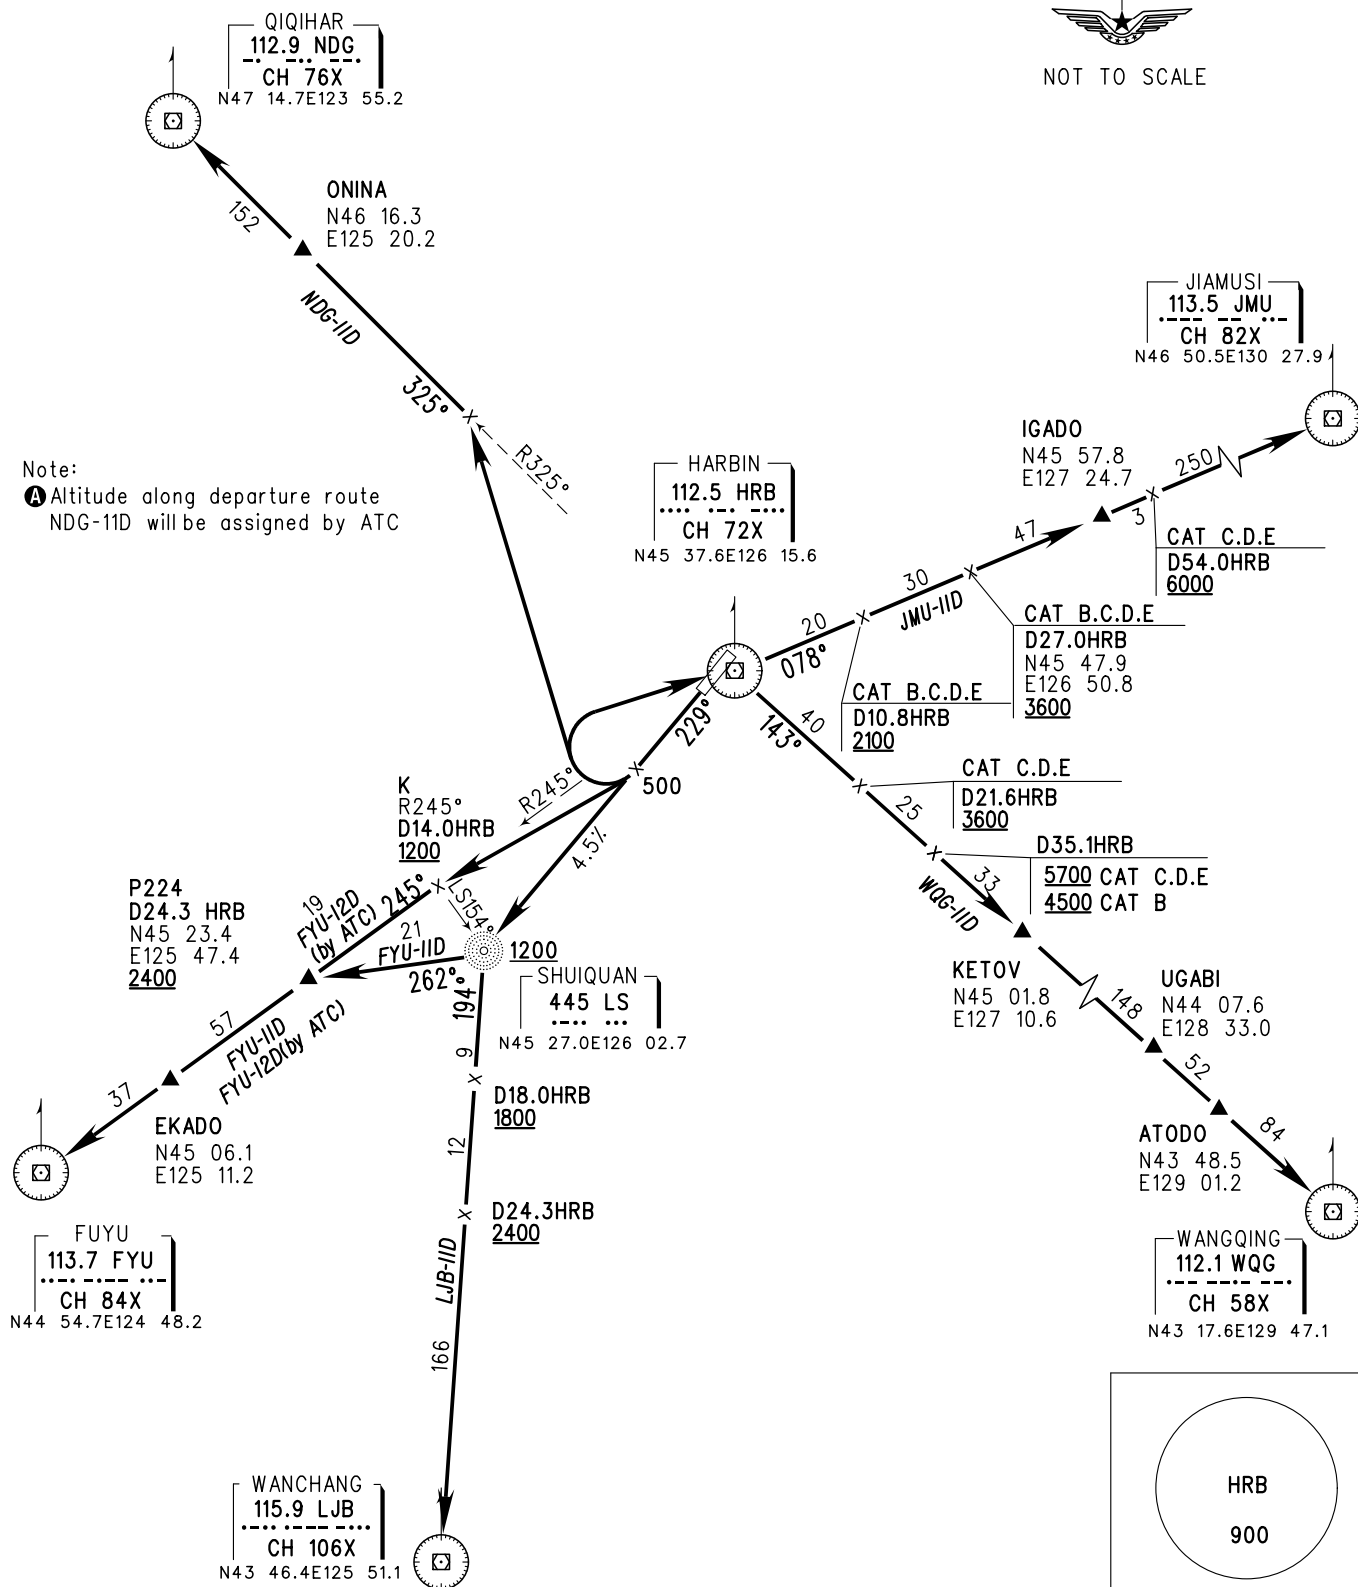 QIQIHAR
112.9 NDG
CH 76X
N47 14.7E123 55.2
NOT TO SCALE
152
ONINA
N46 16.3
E125 20.2
NDG-11D
325°
R325°
Note:
A Altitude along departure route
NDG-11D will be assigned by ATC
JIAMUSI
113.5 JMU
CH 82X
N46 50.5E130 27.9
IGADO
N45 57.8
E127 24.7
250
3
CAT C.D.E
D54.0HRB
6000
HARBIN
112.5 HRB
CH 72X
N45 37.6E126 15.6
47
30
JMU-11D
20
078°
CAT B.C.D.E
D27.0HRB
N45 47.9
E126 50.8
3600
CAT B.C.D.E
D10.8HRB
2100
229°
143°
40
500
CAT C.D.E
D21.6HRB
3600
25
D35.1HRB
5700 CAT C.D.E
4500 CAT B
33
WQG-11D
R245°
K
R245°
D14.0HRB
1200
4.5%
P224
D24.3 HRB
N45 23.4
E125 47.4
2400
19
FYU-12D
(by ATC)
245°
LS154°
21
FYU-11D
262°
1200
SHUIQUAN
445 LS
N45 27.0E126 02.7
194°
9
57
FYU-11D
FYU-12D(by ATC)
37
D18.0HRB
1800
12
D24.3HRB
2400
LJB-11D
166
KETOV
N45 01.8
E127 10.6
148
UGABI
N44 07.6
E128 33.0
52
ATODO
N43 48.5
E129 01.2
84
EKADO
N45 06.1
E125 11.2
FUYU
113.7 FYU
CH 84X
N44 54.7E124 48.2
WANGQING
112.1 WQG
CH 58X
N43 17.6E129 47.1
WANCHANG
115.9 LJB
CH 106X
N43 46.4E125 51.1
HRB
900